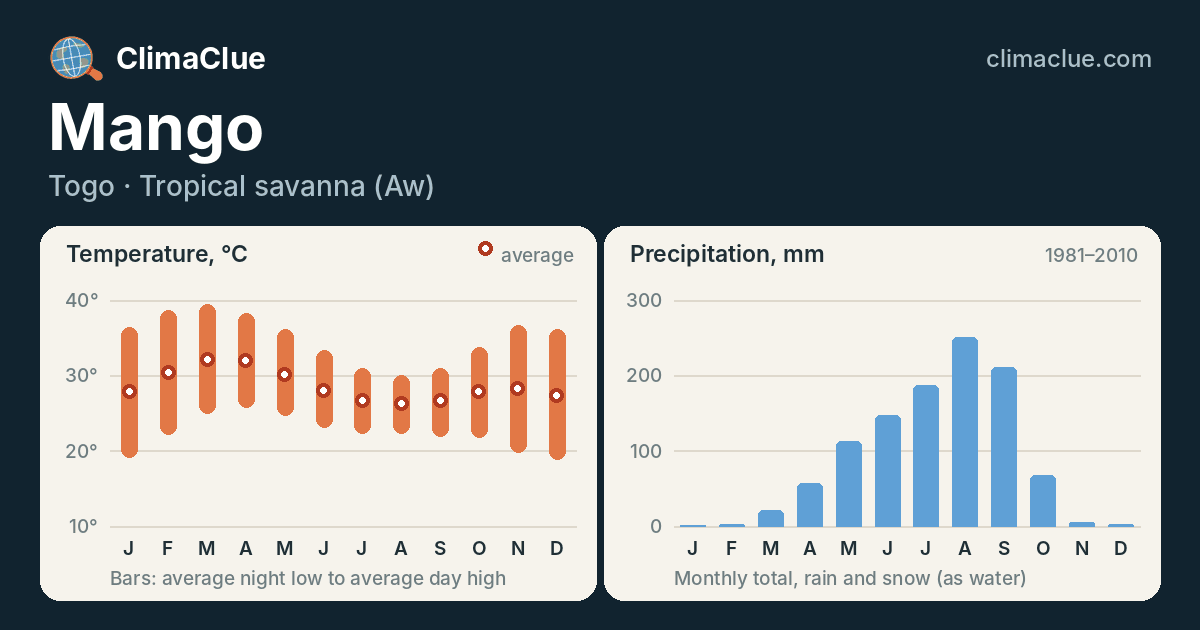 ClimaClue
climaclue.com
Mango
Togo · Tropical savanna (Aw)
Temperature, °C
average
40°
30°
20°
10°
J F M A M J J A S O N D
Bars: average night low to average day high
Precipitation, mm
1981–2010
300
200
100
0
J F M A M J J A S O N D
Monthly total, rain and snow (as water)